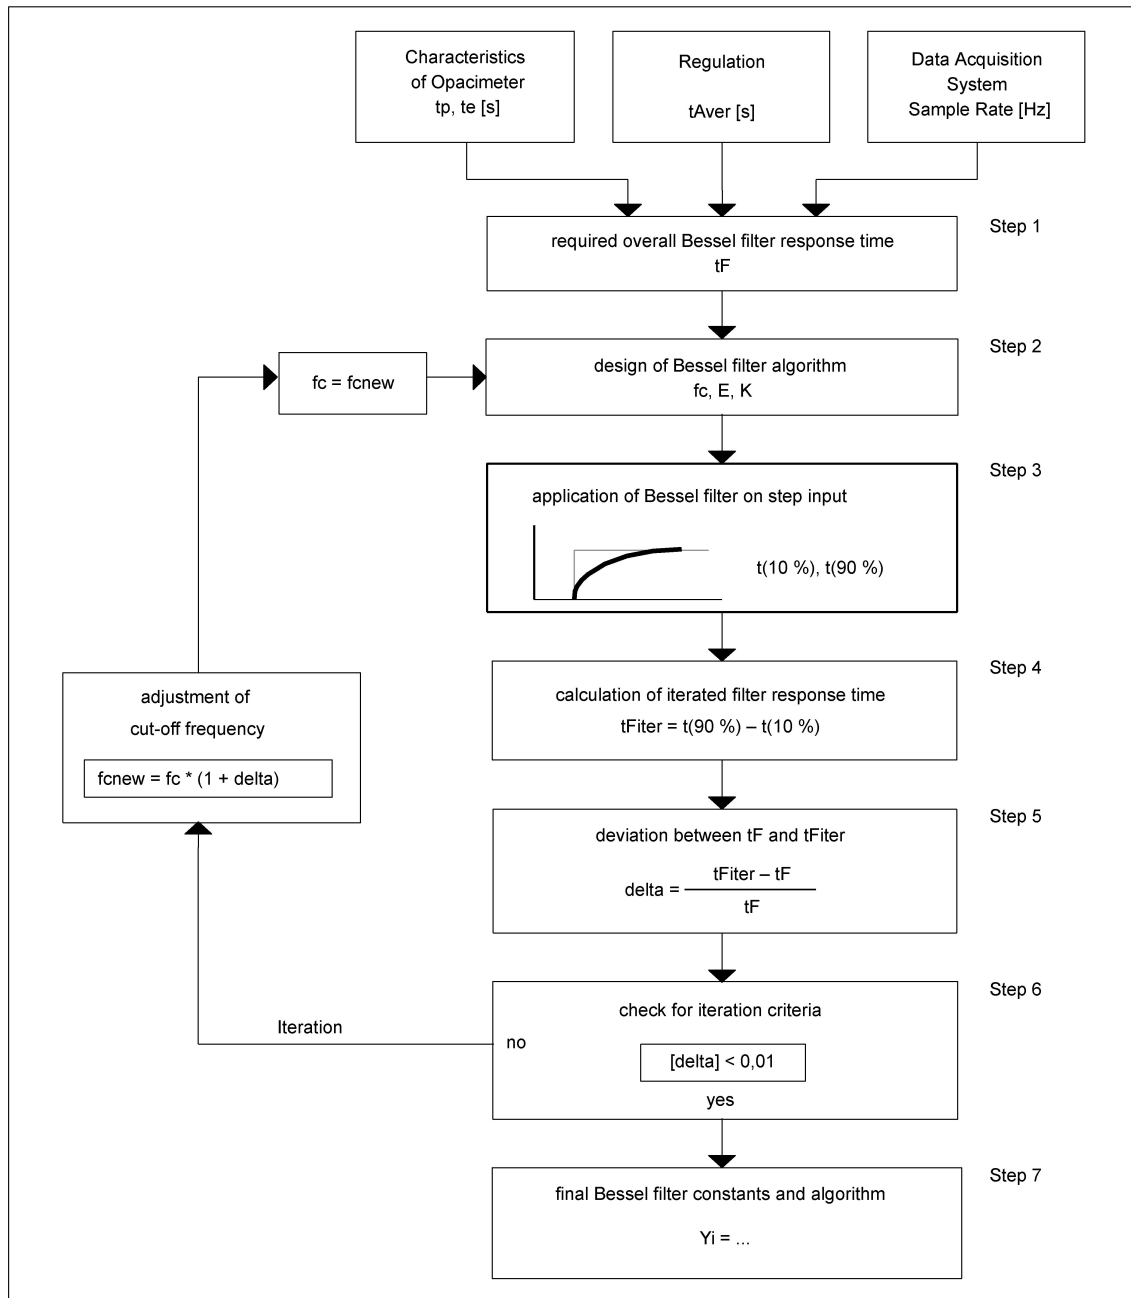 Characteristics
of Opacimeter
tp, te [s]
Regulation
tAver [s]
Data Acquisition
System
Sample Rate [Hz]
Step 1
required overall Bessel filter response time
tF
Step 2
design of Bessel filter algorithm
fc, E, K
fc = fcnew
Step 3
application of Bessel filter on step input
t(10 %), t(90 %)
Step 4
calculation of iterated filter response time
tFiter = t(90 %) – t(10 %)
adjustment of
cut-off frequency
fcnew = fc * (1 + delta)
Step 5
deviation between tF and tFiter
delta = tFiter – tF
tF
Step 6
check for iteration criteria
Iteration
no
[delta] < 0,01
yes
Step 7
final Bessel filter constants and algorithm
Yi = ...